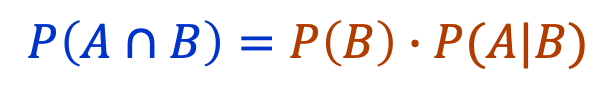 P(A ∩ B) = P(B) · P(A|B)